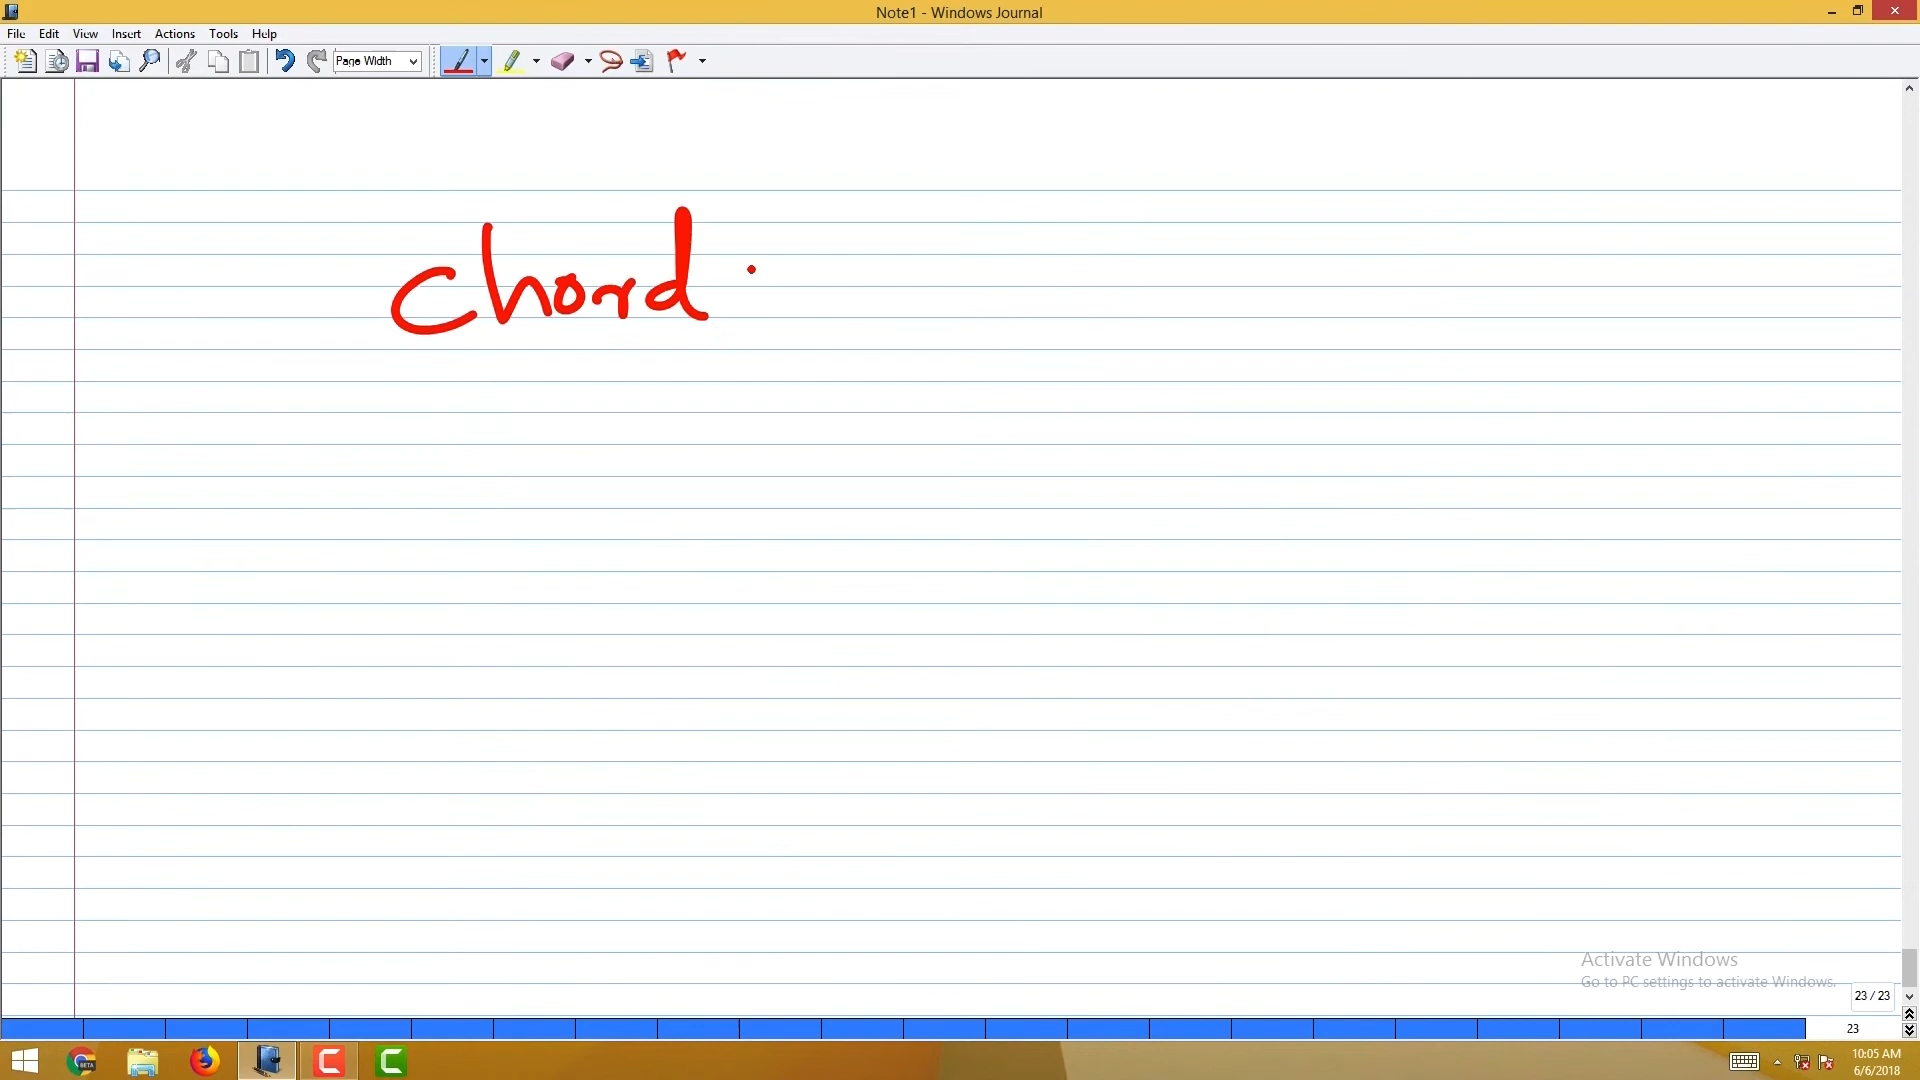 Note1 - Windows Journal
File Edit View Insert Actions Tools Help
Page Width
chord
Activate Windows
Go to PC settings to activate Windows.
23 / 23
23
BETA
10:05 AM
6/6/2018